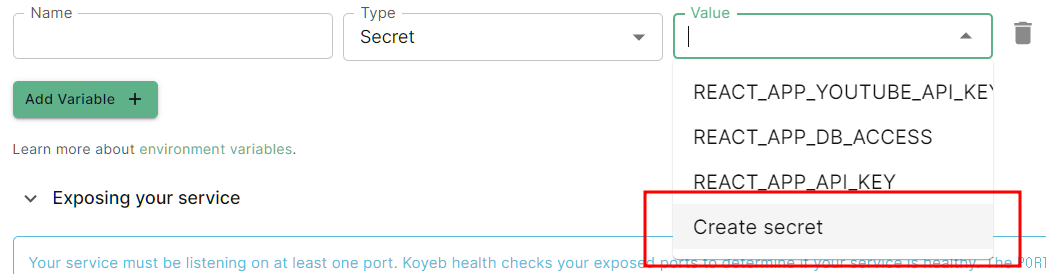 Name
Type
Value
Secret
REACT_APP_YOUTUBE_API_KEY
Add Variable +
REACT_APP_DB_ACCESS
Learn more about environment variables.
REACT_APP_API_KEY
Exposing your service
Create secret
Your service must be listening on at least one port. Koyeb health checks your exposed ports to determine if your service is healthy. The PORT